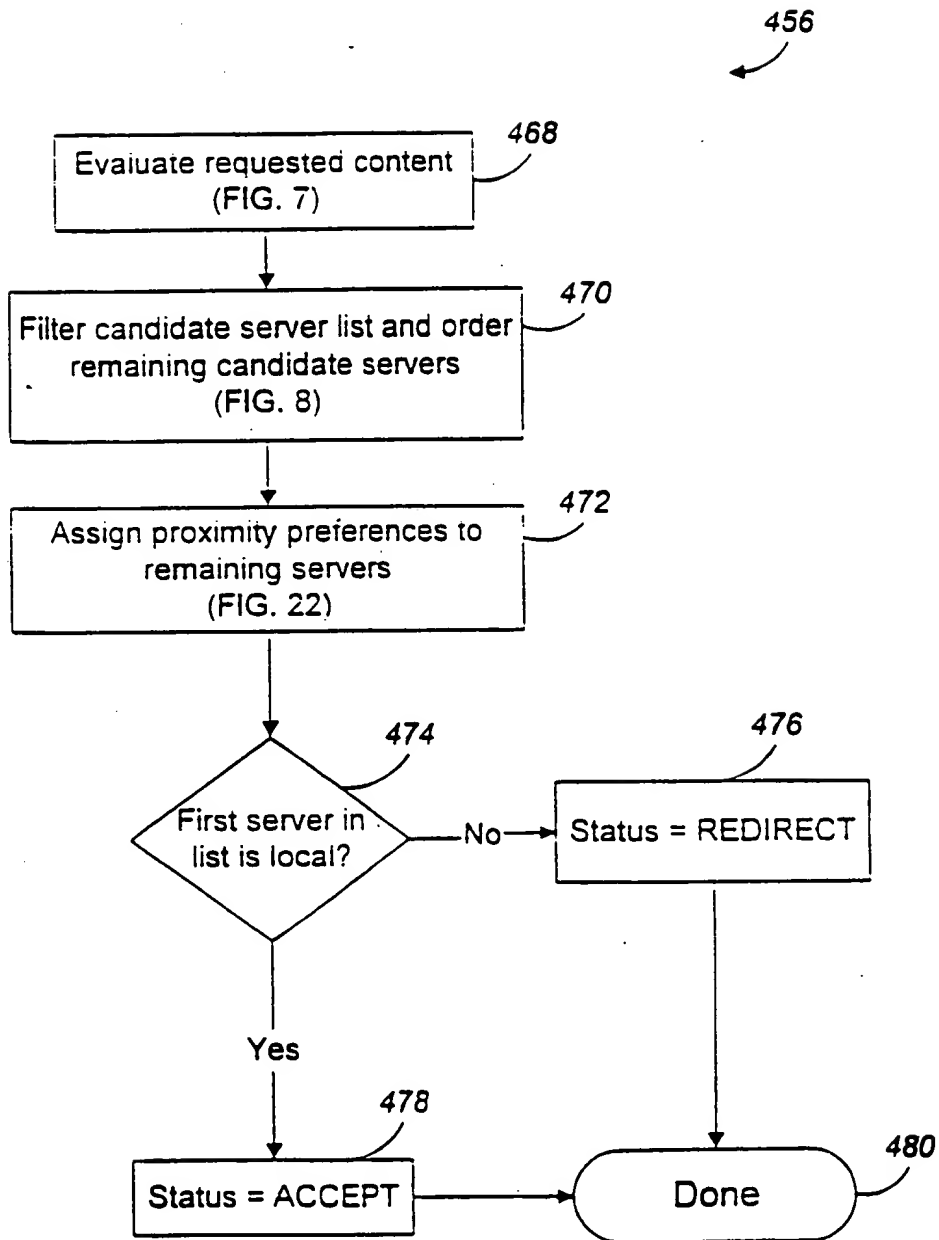 456
468
Evaluate requested content
(FIG. 7)
470
Filter candidate server list and order
remaining candidate servers
(FIG. 8)
472
Assign proximity preferences to
remaining servers
(FIG. 22)
474
First server in
list is local?
No
476
Status = REDIRECT
Yes
478
Status = ACCEPT
480
Done